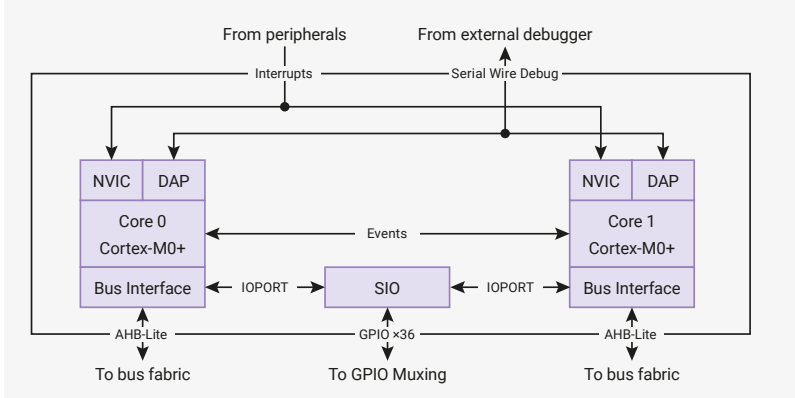 From peripherals
From external debugger
Interrupts
Serial Wire Debug
NVIC
DAP
NVIC
DAP
Core 0
Cortex-M0+
Core 1
Cortex-M0+
Events
Bus Interface
IOPORT
SIO
IOPORT
Bus Interface
AHB-Lite
GPIO ×36
AHB-Lite
To bus fabric
To GPIO Muxing
To bus fabric